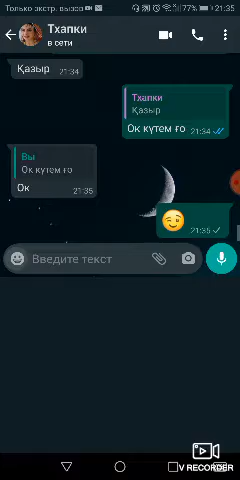 Только экстр. вызов 77% 21:35
Тхапки
в сети
Қазыр
21:34
Тхапки
Қазыр
Ок күтем ғо 21:34
Вы
Ок күтем ғо
Ок 21:35
21:35
Введите текст
V RECORDER